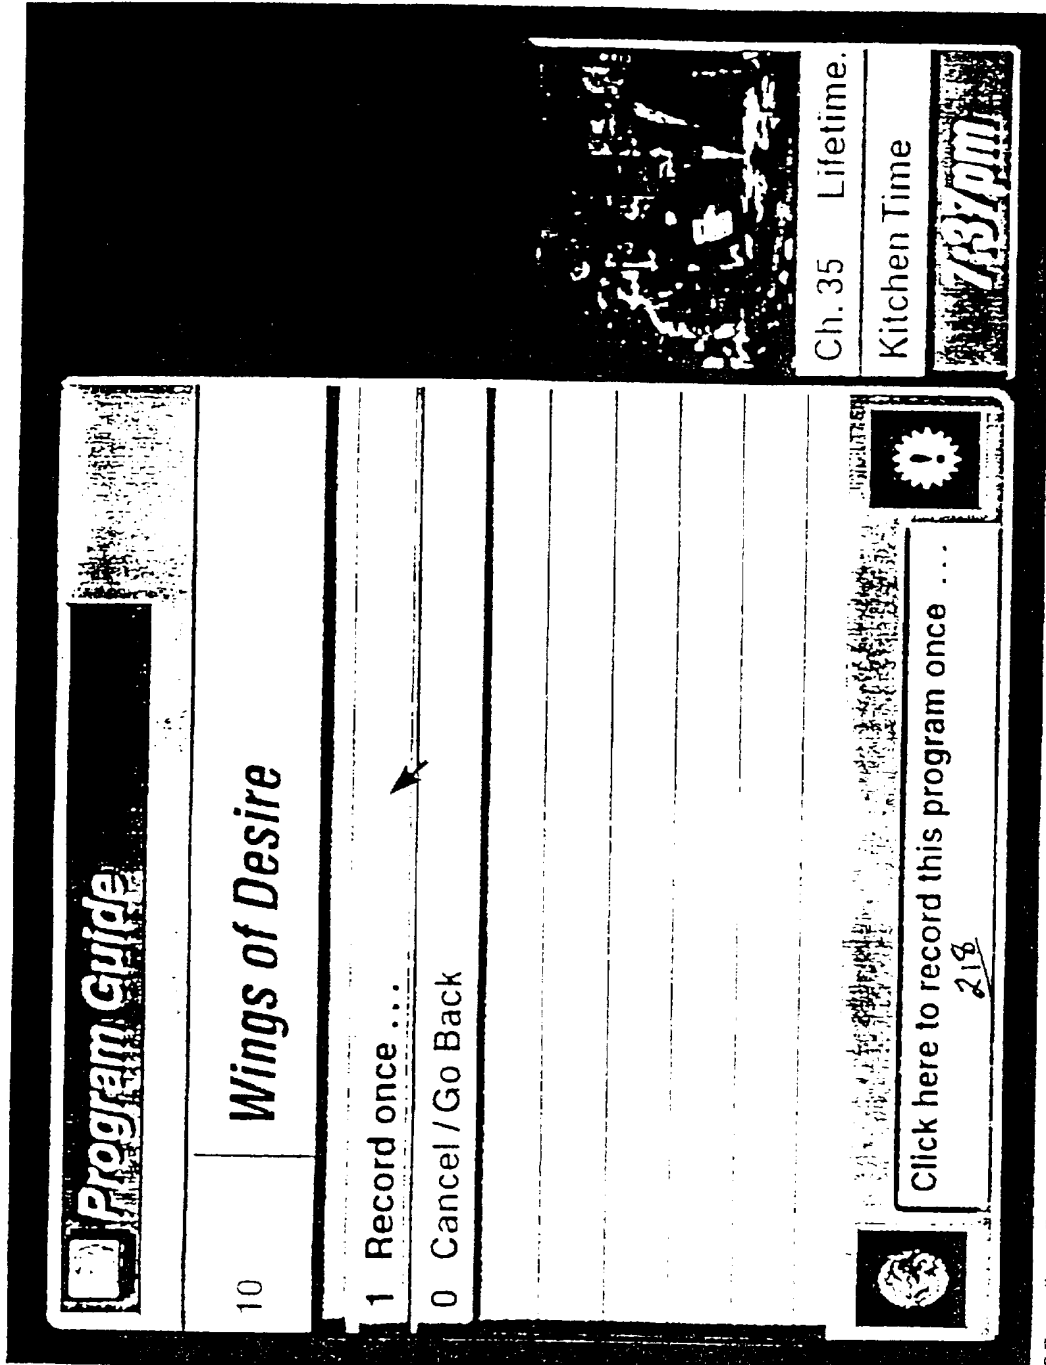 Program Guide
10 Wings of Desire
1 Record once ...
0 Cancel / Go Back
Click here to record this program once ...
218
Ch. 35 Lifetime.
Kitchen Time
7:37pm